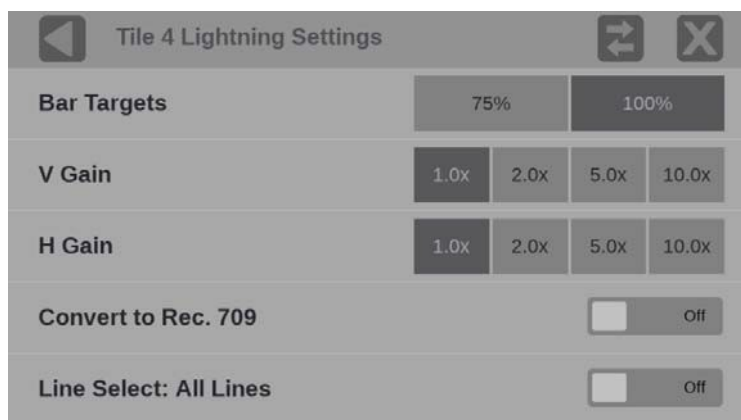 Tile 4 Lightning Settings
Bar Targets 75% 100%
V Gain 1.0x 2.0x 5.0x 10.0x
H Gain 1.0x 2.0x 5.0x 10.0x
Convert to Rec. 709 Off
Line Select: All Lines Off